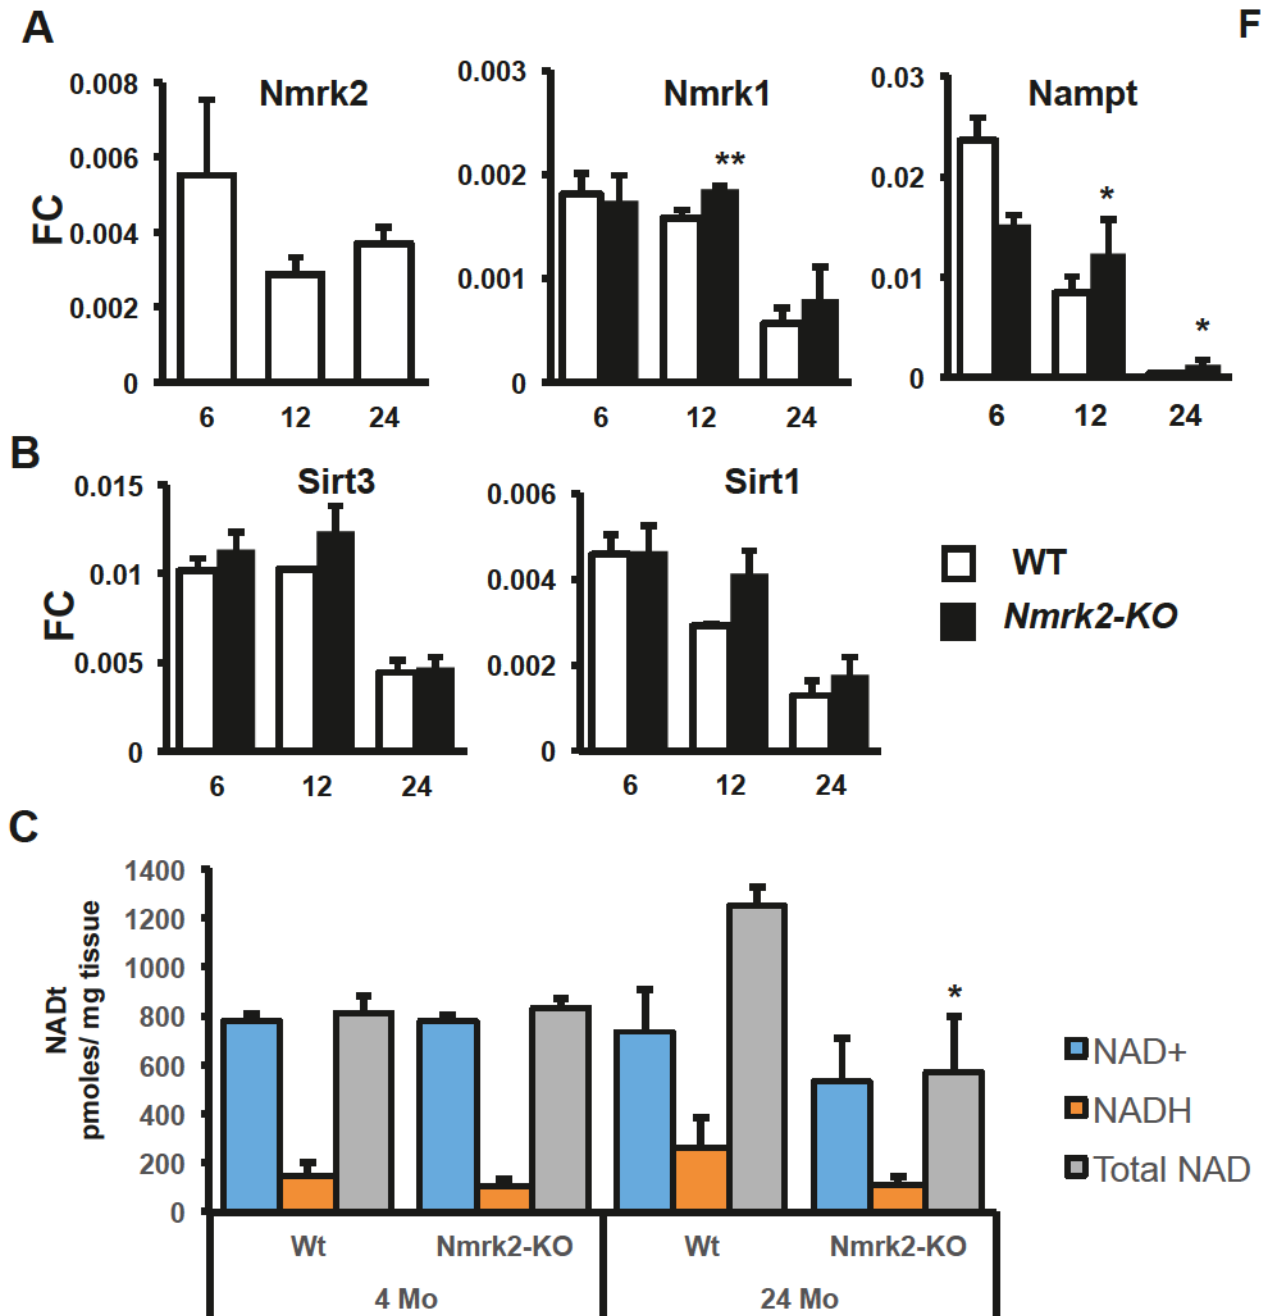 A
F
Nmrk2
Nmrk1
Nampt
FC
0.008
0.006
0.004
0.002
0
6 12 24
0.003
0.002
0.001
0
**
6 12 24
0.03
0.02
0.01
0
*
*
6 12 24
B
Sirt3
Sirt1
FC
0.015
0.01
0.005
0
6 12 24
0.006
0.004
0.002
0
6 12 24
WT
Nmrk2-KO
C
NADt
pmoles/ mg tissue
1400
1200
1000
800
600
400
200
0
*
NAD+
NADH
Total NAD
Wt Nmrk2-KO Wt Nmrk2-KO
4 Mo 24 Mo